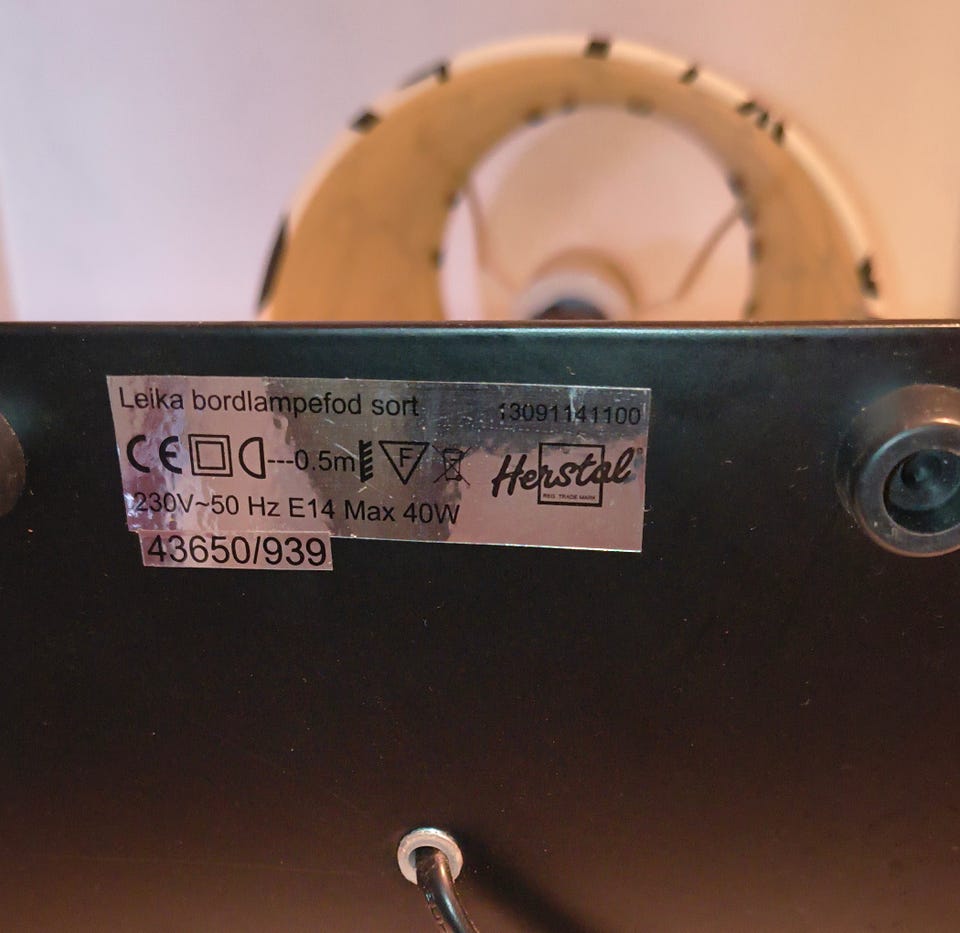 Leika bordlampefod sort 13091141100
CE ---0.5m F Herstal®
REG. TRADE MARK
230V~50 Hz E14 Max 40W
43650/939